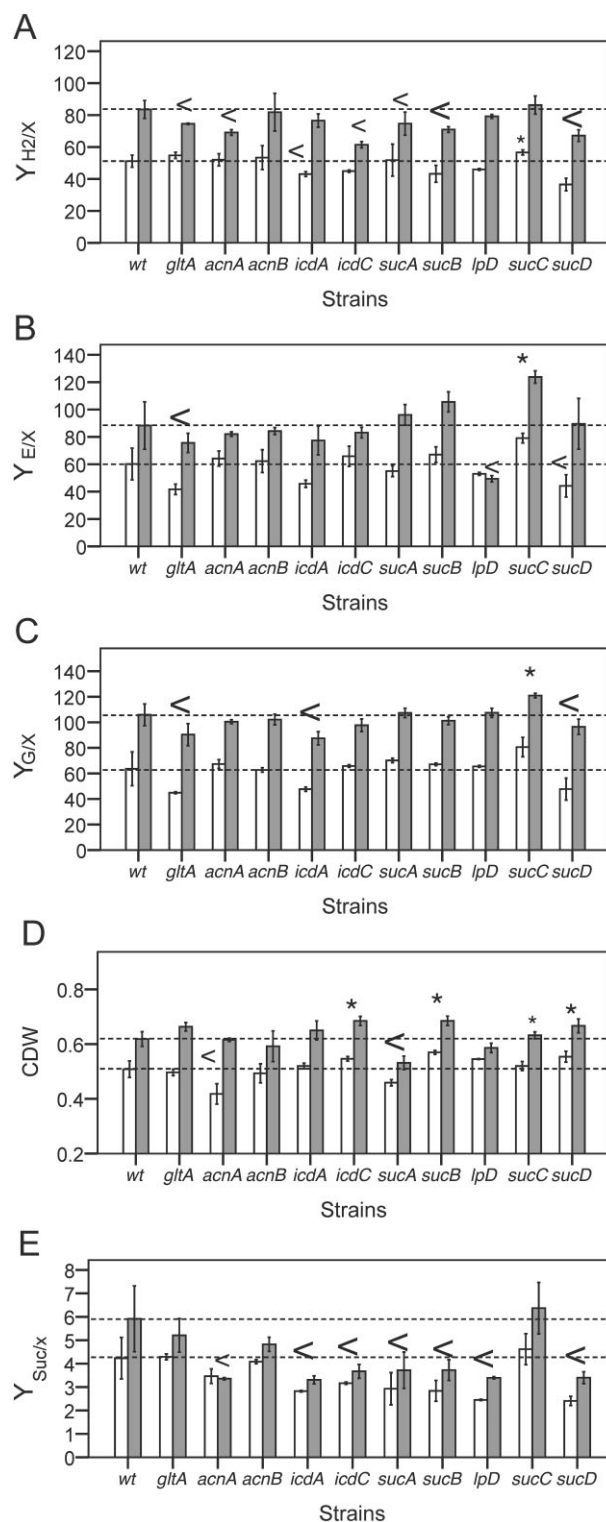 A
120
100
80
60
40
20
0
Y H2/X
< < < < < < <
*
wt gltA acnA acnB icdA icdC sucA sucB lpD sucC sucD
Strains
B
140
120
100
80
60
40
20
0
Y E/X
< < <
*
wt gltA acnA acnB icdA icdC sucA sucB lpD sucC sucD
Strains
C
140
120
100
80
60
40
20
0
YG/X
< < * <
wt gltA acnA acnB icdA icdC sucA sucB lpD sucC sucD
Strains
D
0.8
0.6
0.4
0.2
CDW
< * < * * *
wt gltA acnA acnB icdA icdC sucA sucB lpD sucC sucD
Strains
E
8
7
6
5
4
3
2
1
0
Y Suc/x
< < < < < < <
wt gltA acnA acnB icdA icdC sucA sucB lpD sucC sucD
Strains